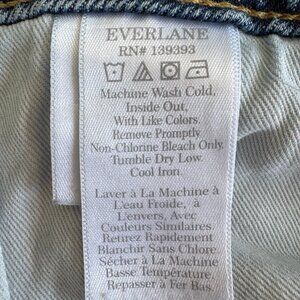 EVERLANE
RN# 139393
Machine Wash Cold,
Inside Out,
With Like Colors.
Remove Promptly
Non-Chlorine Bleach Only.
Tumble Dry Low.
Cool Iron.
Laver à La Machine à
L'eau Froide, à
L'envers, Avec
Couleurs Similaires
Retirez Rapidement
Blanchir Sans Chlore.
Sécher à La Machine
Basse Température.
Repasser à Fer Bas.